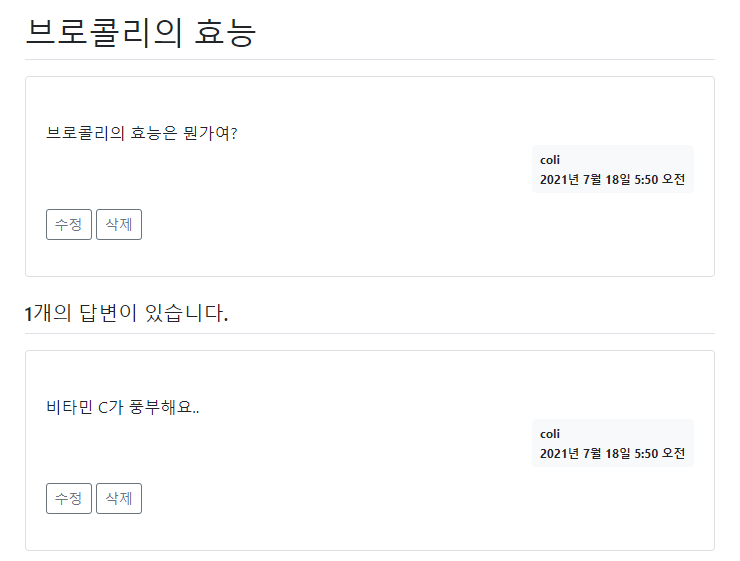 브로콜리의 효능
브로콜리의 효능은 뭔가여?
coli
2021년 7월 18일 5:50 오전
수정 삭제
1개의 답변이 있습니다.
비타민 C가 풍부해요..
coli
2021년 7월 18일 5:50 오전
수정 삭제